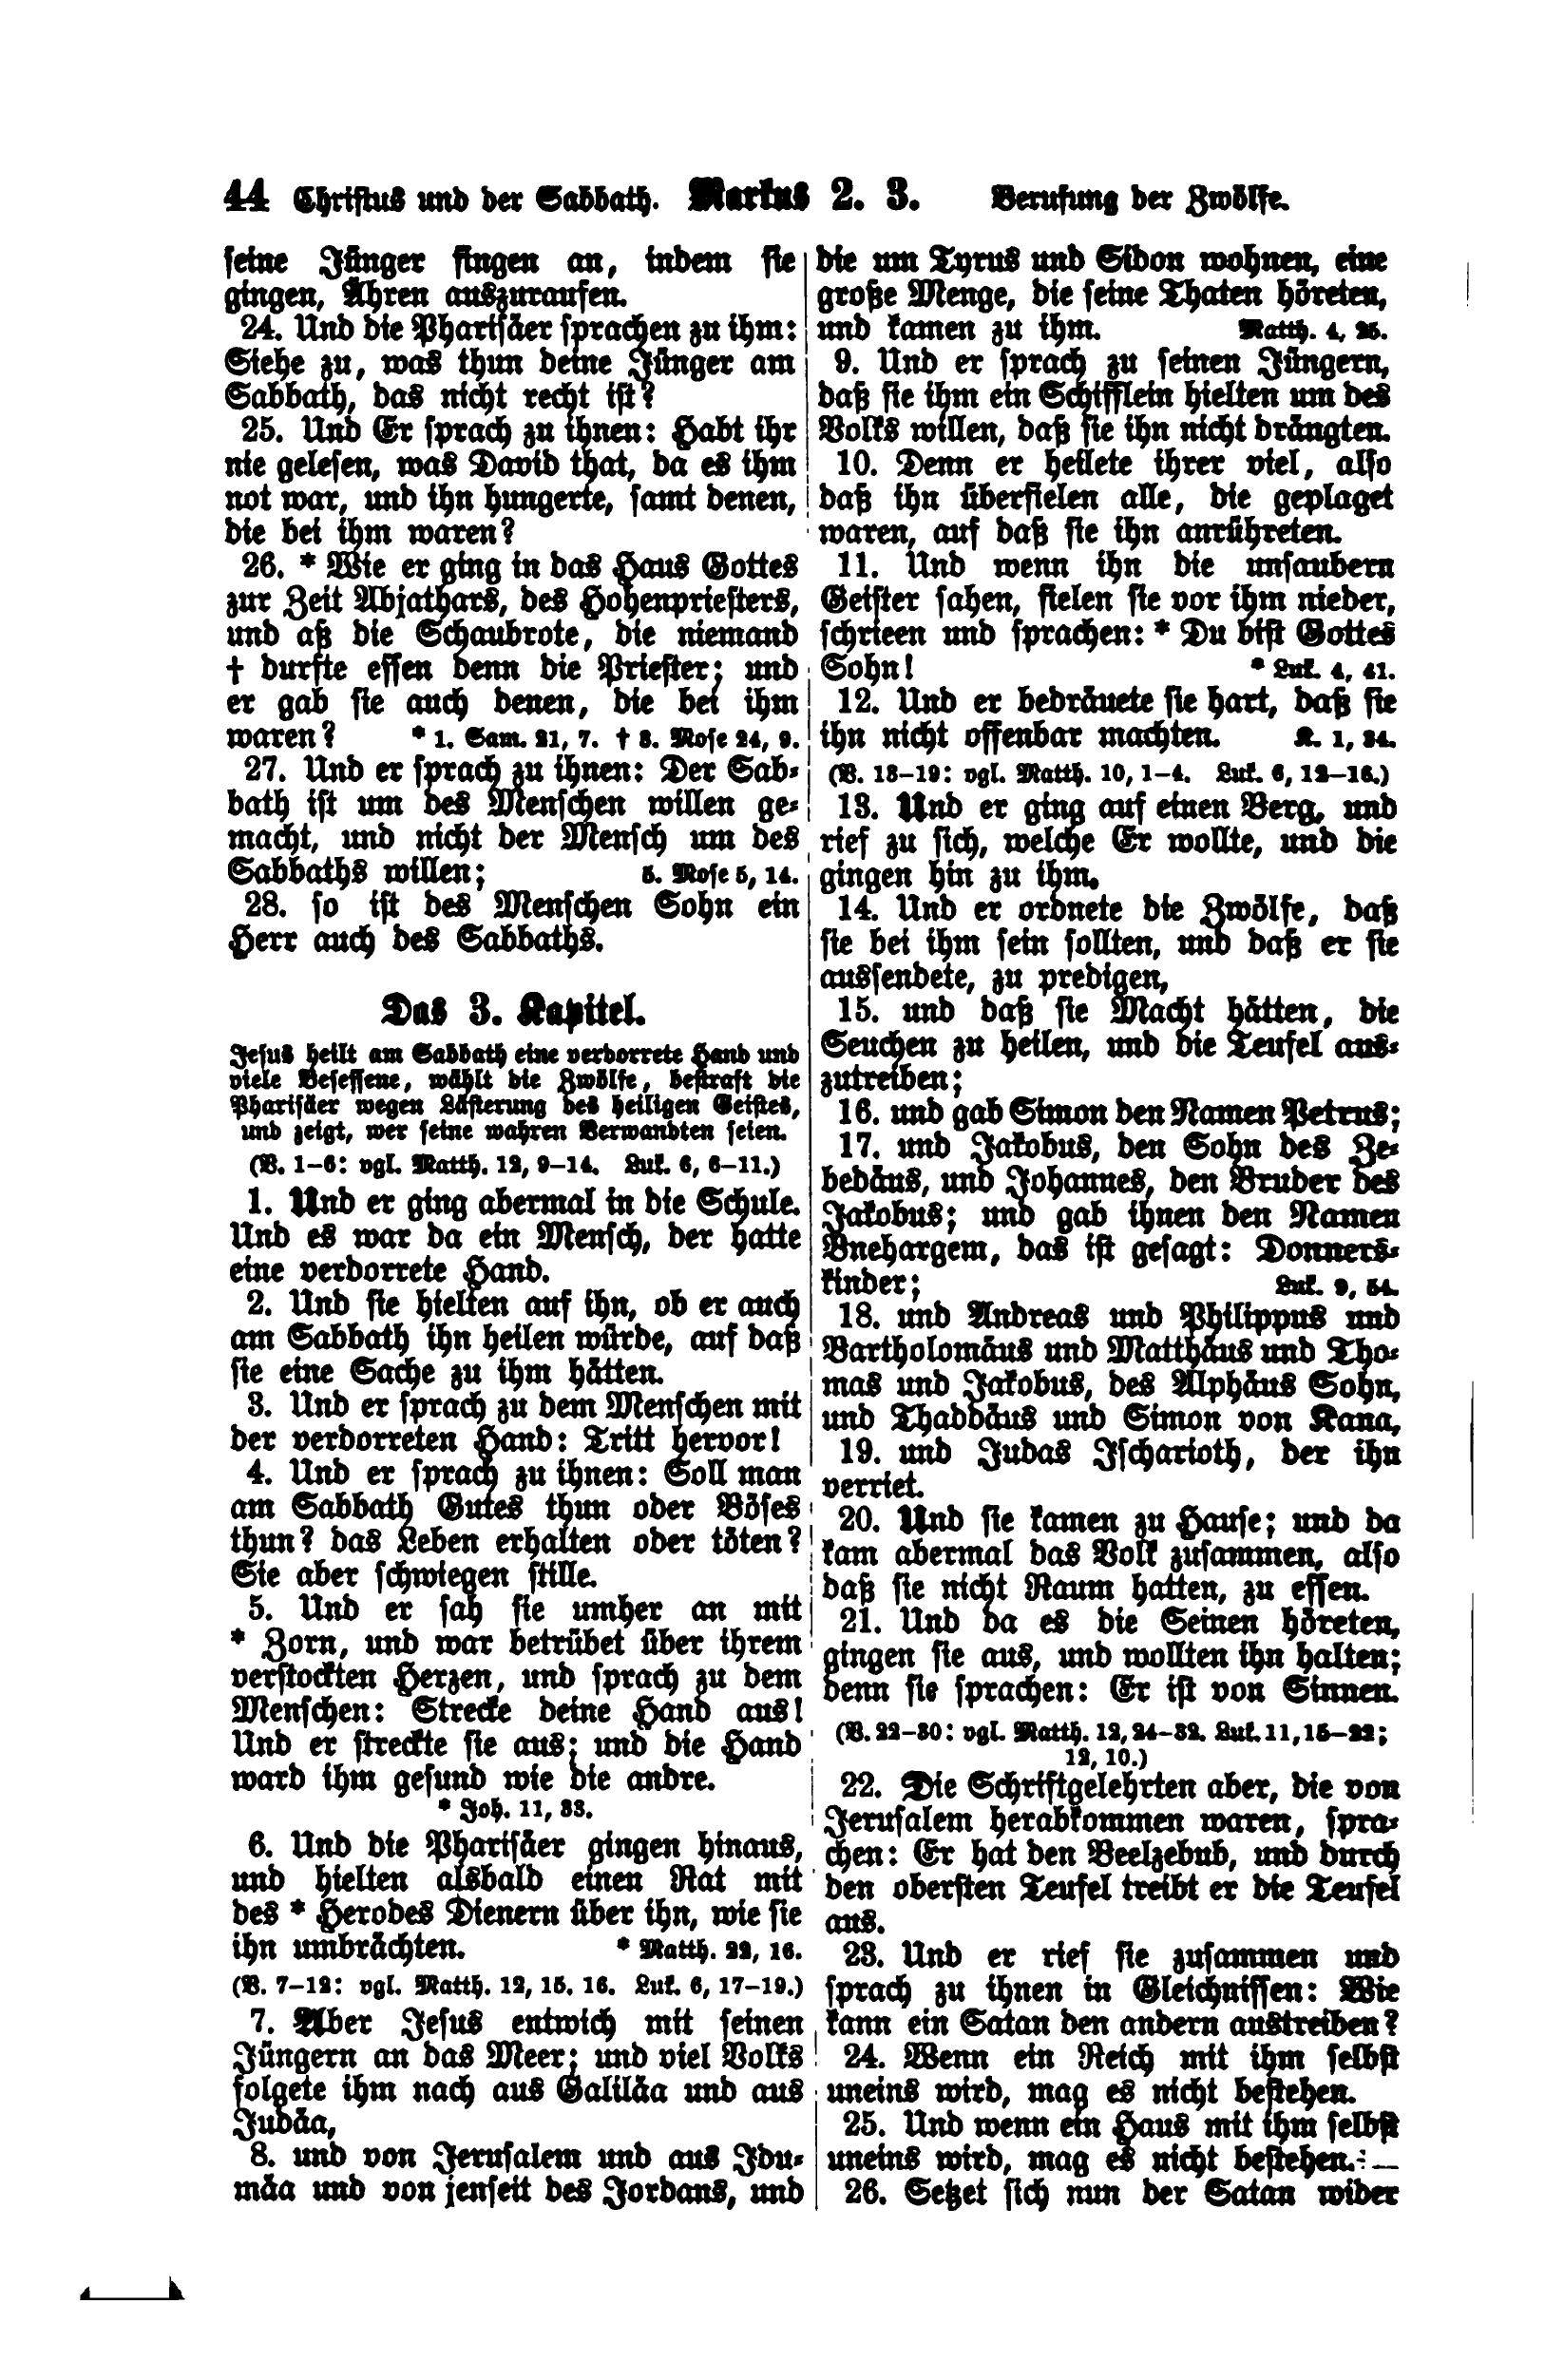 44 Christus und der Sabbath. Markus 2. 3. Berufung der Zwölfe.
seine Jünger fingen an, indem sie
gingen, Ähren auszuraufen.
24. Und die Pharisäer sprachen zu ihm:
Siehe zu, was thun deine Jünger am
Sabbath, das nicht recht ist?
25. Und Er sprach zu ihnen: Habt ihr
nie gelesen, was David that, da es ihm
not war, und ihn hungerte, samt denen,
die bei ihm waren?
26. * Wie er ging in das Haus Gottes
zur Zeit Abjathars, des Hohenpriesters,
und aß die Schaubrote, die niemand
† durfte essen denn die Priester; und
er gab sie auch denen, die bei ihm
waren? * 1. Sam. 21, 7. † 3. Mose 24, 9.
27. Und er sprach zu ihnen: Der Sab-
bath ist um des Menschen willen ge-
macht, und nicht der Mensch um des
Sabbaths willen; 5. Mose 5, 14.
28. so ist des Menschen Sohn ein
Herr auch des Sabbaths.
Das 3. Kapitel.
Jesus heilt am Sabbath eine verdorrete Hand und
viele Besessene, wählt die Zwölfe, bestraft die
Pharisäer wegen Lästerung des heiligen Geistes,
und zeigt, wer seine wahren Verwandten seien.
(V. 1–6: vgl. Matth. 12, 9–14. Luk. 6, 6–11.)
1. Und er ging abermal in die Schule.
Und es war da ein Mensch, der hatte
eine verdorrete Hand.
2. Und sie hielten auf ihn, ob er auch
am Sabbath ihn heilen würde, auf daß
sie eine Sache zu ihm hätten.
3. Und er sprach zu dem Menschen mit
der verdorreten Hand: Tritt hervor!
4. Und er sprach zu ihnen: Soll man
am Sabbath Gutes thun oder Böses
thun? das Leben erhalten oder töten?
Sie aber schwiegen stille.
5. Und er sah sie umher an mit
* Zorn, und war betrübet über ihrem
verstockten Herzen, und sprach zu dem
Menschen: Strecke deine Hand aus!
Und er streckte sie aus; und die Hand
ward ihm gesund wie die andre.
* Joh. 11, 33.
6. Und die Pharisäer gingen hinaus,
und hielten alsbald einen Rat mit
des * Herodes Dienern über ihn, wie sie
ihn umbrächten. * Matth. 22, 16.
(V. 7–12: vgl. Matth. 12, 15. 16. Luk. 6, 17–19.)
7. Aber Jesus entwich mit seinen
Jüngern an das Meer; und viel Volks
folgete ihm nach aus Galiläa und aus
Judäa,
8. und von Jerusalem und aus Idu-
mäa und von jenseit des Jordans, und
die um Tyrus und Sidon wohnen, eine
große Menge, die seine Thaten höreten,
und kamen zu ihm. Matth. 4, 25.
9. Und er sprach zu seinen Jüngern,
daß sie ihm ein Schifflein hielten um des
Volks willen, daß sie ihn nicht drängten.
10. Denn er heilete ihrer viel, also
daß ihn überfielen alle, die geplaget
waren, auf daß sie ihn anrühreten.
11. Und wenn ihn die unsaubern
Geister sahen, fielen sie vor ihm nieder,
schrieen und sprachen: * Du bist Gottes
Sohn! * Luk. 4, 41.
12. Und er bedräuete sie hart, daß sie
ihn nicht offenbar machten. K. 1, 34.
(V. 13–19: vgl. Matth. 10, 1–4. Luk. 6, 12–16.)
13. Und er ging auf einen Berg, und
rief zu sich, welche Er wollte, und die
gingen hin zu ihm.
14. Und er ordnete die Zwölfe, daß
sie bei ihm sein sollten, und daß er sie
aussendete, zu predigen,
15. und daß sie Macht hätten, die
Seuchen zu heilen, und die Teufel aus-
zutreiben;
16. und gab Simon den Namen Petrus;
17. und Jakobus, den Sohn des Ze-
bedäus, und Johannes, den Bruder des
Jakobus; und gab ihnen den Namen
Bnehargem, das ist gesagt: Donners-
kinder; Luk. 9, 54.
18. und Andreas und Philippus und
Bartholomäus und Matthäus und Tho-
mas und Jakobus, des Alphäus Sohn,
und Thaddäus und Simon von Kana,
19. und Judas Ischarioth, der ihn
verriet.
20. Und sie kamen zu Hause; und da
kam abermal das Volk zusammen, also
daß sie nicht Raum hatten, zu essen.
21. Und da es die Seinen höreten,
gingen sie aus, und wollten ihn halten;
denn sie sprachen: Er ist von Sinnen.
(V. 22–30: vgl. Matth. 12, 24–32. Luk. 11, 15–22;
12, 10.)
22. Die Schriftgelehrten aber, die von
Jerusalem herabkommen waren, spra-
chen: Er hat den Beelzebub, und durch
den obersten Teufel treibt er die Teufel
aus.
23. Und er rief sie zusammen und
sprach zu ihnen in Gleichnissen: Wie
kann ein Satan den andern austreiben?
24. Wenn ein Reich mit ihm selbst
uneins wird, mag es nicht bestehen.
25. Und wenn ein Haus mit ihm selbst
uneins wird, mag es nicht bestehen.
26. Setzet sich nun der Satan wider